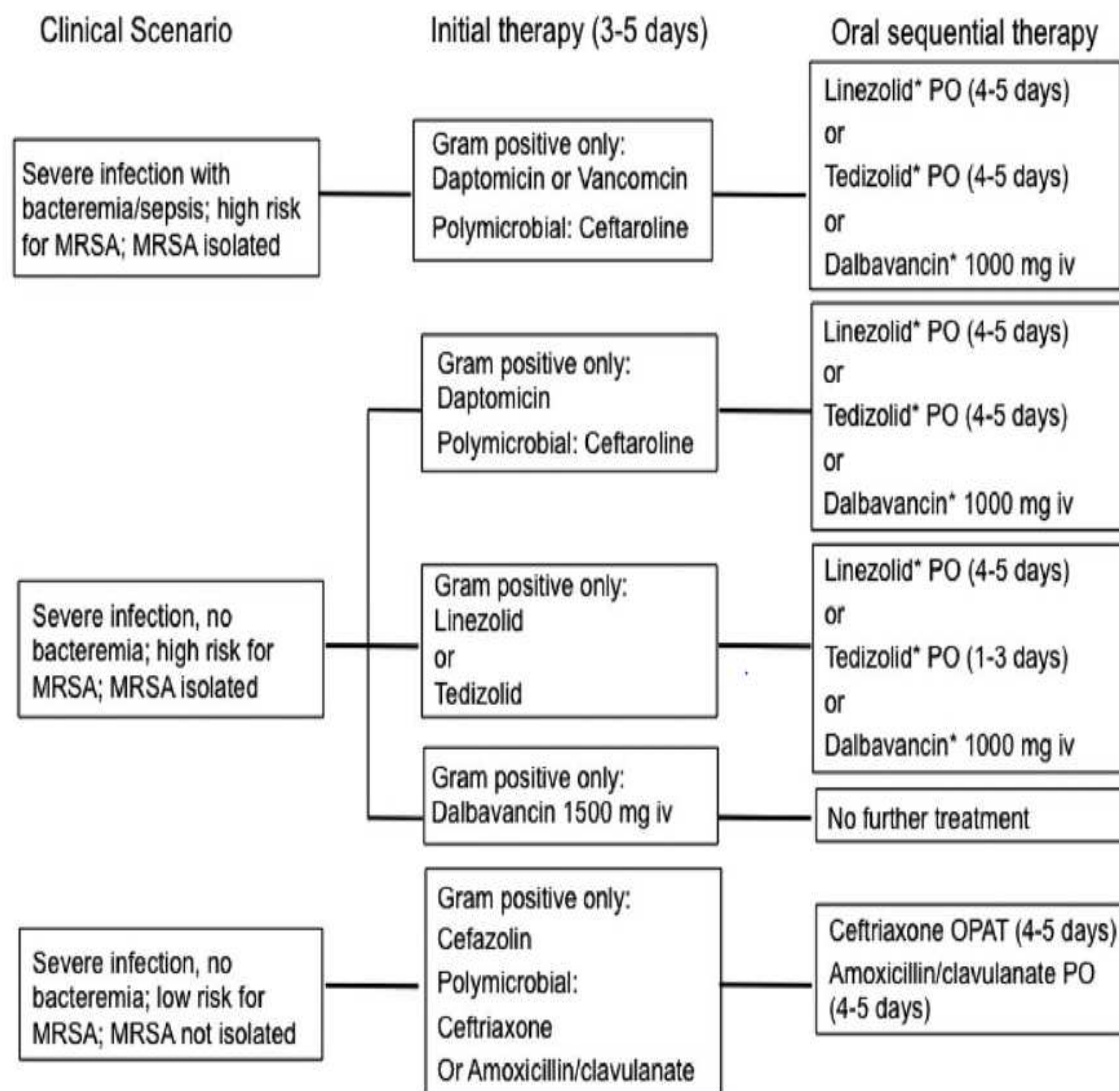 Clinical Scenario
Initial therapy (3-5 days)
Oral sequential therapy
Severe infection with
bacteremia/sepsis; high risk
for MRSA; MRSA isolated
Gram positive only:
Daptomicin or Vancomcin
Polymicrobial: Ceftaroline
Linezolid* PO (4-5 days)
or
Tedizolid* PO (4-5 days)
or
Dalbavancin* 1000 mg iv
Severe infection, no
bacteremia; high risk for
MRSA; MRSA isolated
Gram positive only:
Daptomicin
Polymicrobial: Ceftaroline
Linezolid* PO (4-5 days)
or
Tedizolid* PO (4-5 days)
or
Dalbavancin* 1000 mg iv
Gram positive only:
Linezolid
or
Tedizolid
Linezolid* PO (4-5 days)
or
Tedizolid* PO (1-3 days)
or
Dalbavancin* 1000 mg iv
Gram positive only:
Dalbavancin 1500 mg iv
No further treatment
Severe infection, no
bacteremia; low risk for
MRSA; MRSA not isolated
Gram positive only:
Cefazolin
Polymicrobial:
Ceftriaxone
Or Amoxicillin/clavulanate
Ceftriaxone OPAT (4-5 days)
Amoxicillin/clavulanate PO
(4-5 days)